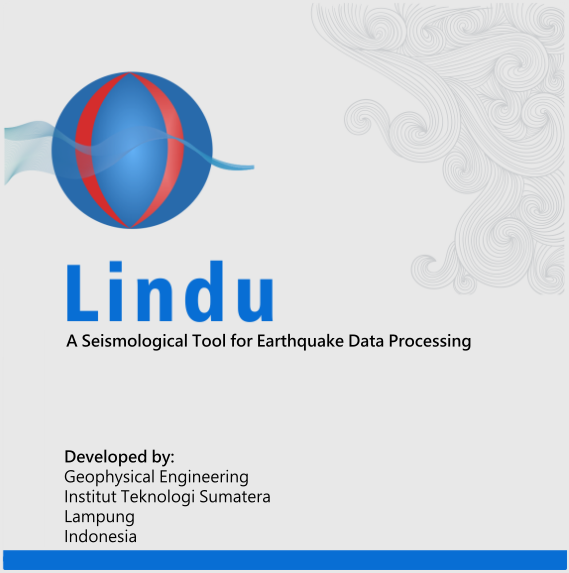 Lindu
A Seismological Tool for Earthquake Data Processing
Developed by:
Geophysical Engineering
Institut Teknologi Sumatera
Lampung
Indonesia